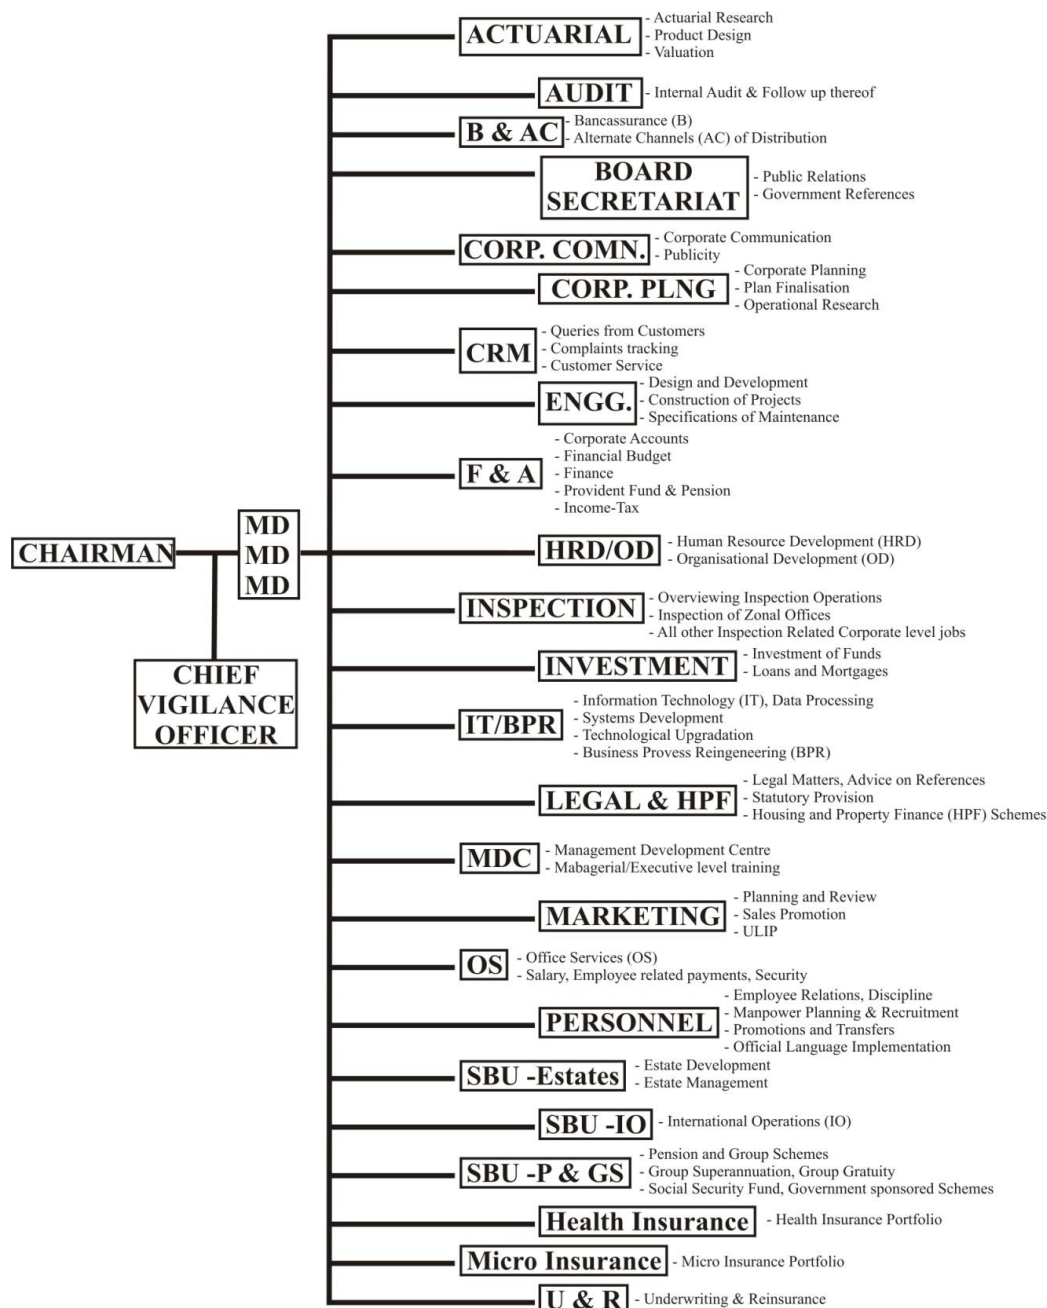 ACTUARIAL
- Actuarial Research
- Product Design
- Valuation
AUDIT
- Internal Audit & Follow up thereof
B & AC
- Bancassurance (B)
- Alternate Channels (AC) of Distribution
BOARD
SECRETARIAT
- Public Relations
- Government References
CORP. COMN.
- Corporate Communication
- Publicity
CORP. PLNG
- Corporate Planning
- Plan Finalisation
- Operational Research
CRM
- Queries from Customers
- Complaints tracking
- Customer Service
ENGG.
- Design and Development
- Construction of Projects
- Specifications of Maintenance
F & A
- Corporate Accounts
- Financial Budget
- Finance
- Provident Fund & Pension
- Income-Tax
CHAIRMAN
MD
MD
MD
CHIEF
VIGILANCE
OFFICER
HRD/OD
- Human Resource Development (HRD)
- Organisational Development (OD)
INSPECTION
- Overviewing Inspection Operations
- Inspection of Zonal Offices
- All other Inspection Related Corporate level jobs
INVESTMENT
- Investment of Funds
- Loans and Mortgages
IT/BPR
- Information Technology (IT), Data Processing
- Systems Development
- Technological Upgradation
- Business Provess Reingeneering (BPR)
LEGAL & HPF
- Legal Matters, Advice on References
- Statutory Provision
- Housing and Property Finance (HPF) Schemes
MDC
- Management Development Centre
- Mabagerial/Executive level training
MARKETING
- Planning and Review
- Sales Promotion
- ULIP
OS
- Office Services (OS)
- Salary, Employee related payments, Security
PERSONNEL
- Employee Relations, Discipline
- Manpower Planning & Recruitment
- Promotions and Transfers
- Official Language Implementation
SBU -Estates
- Estate Development
- Estate Management
SBU -IO
- International Operations (IO)
SBU -P & GS
- Pension and Group Schemes
- Group Superannuation, Group Gratuity
- Social Security Fund, Government sponsored Schemes
Health Insurance
- Health Insurance Portfolio
Micro Insurance
- Micro Insurance Portfolio
U & R
- Underwriting & Reinsurance